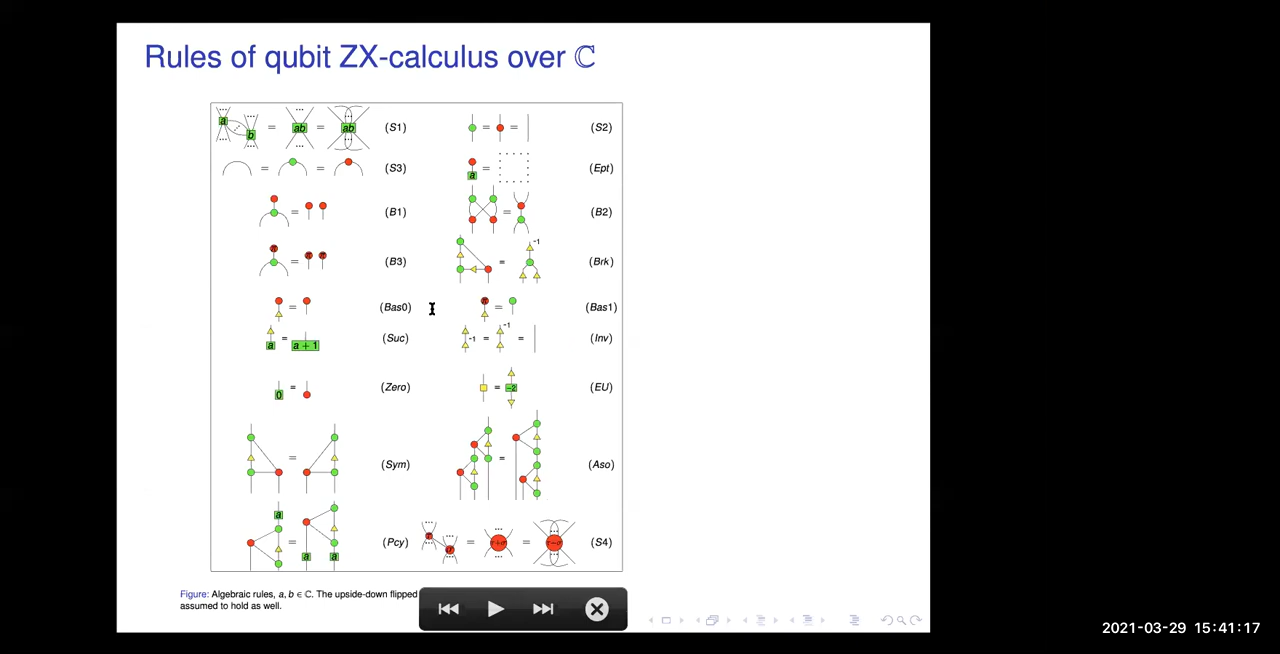 Rules of qubit ZX-calculus over ℂ
a b = ab = ab (S1)
= = (S2)
= = (S3)
a = (Ept)
= (B1)
= (B2)
π = π π (B3)
= -1 (Brk)
= (Bas0)
π = (Bas1)
a = a + 1 (Suc)
-1 = -1 = (Inv)
0 = (Zero)
= -2 (EU)
= (Sym)
= (Aso)
a = a a (Pcy)
= = (S4)
Figure: Algebraic rules, a, b ∈ ℂ. The upside-down flipped
assumed to hold as well.
2021-03-29 15:41:17